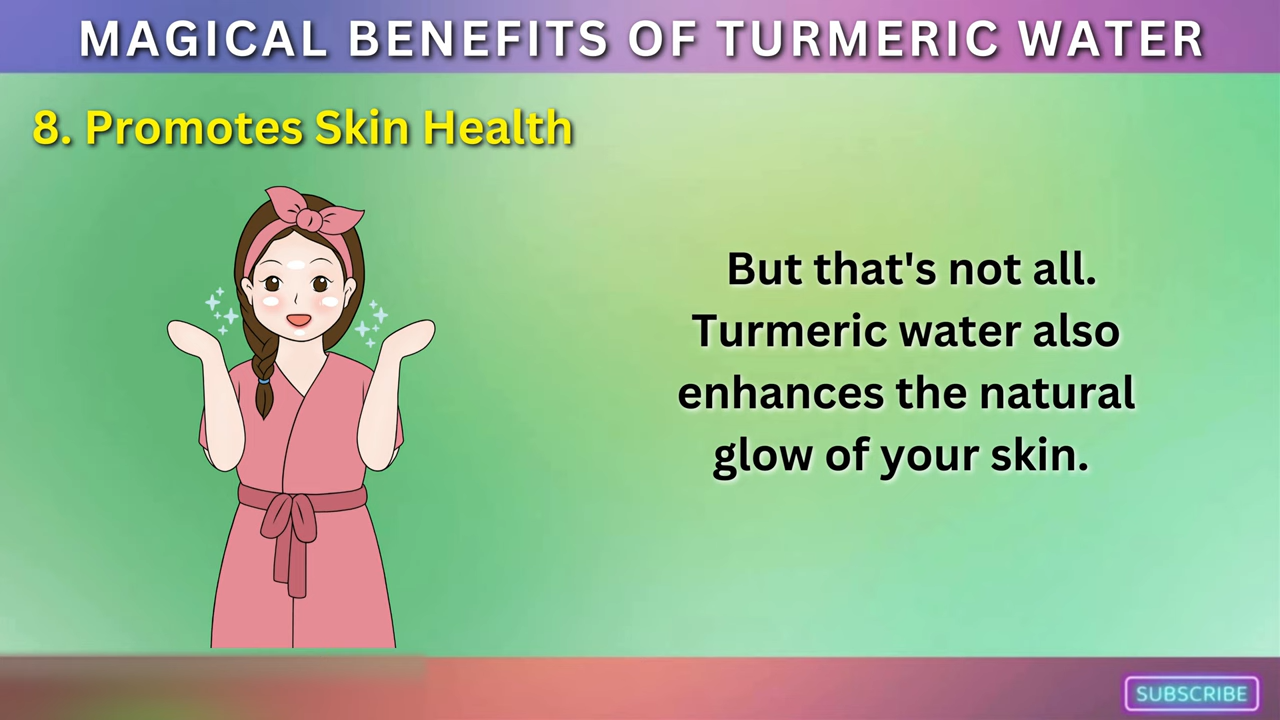 MAGICAL BENEFITS OF TURMERIC WATER
8. Promotes Skin Health
But that's not all.
Turmeric water also
enhances the natural
glow of your skin.
SUBSCRIBE